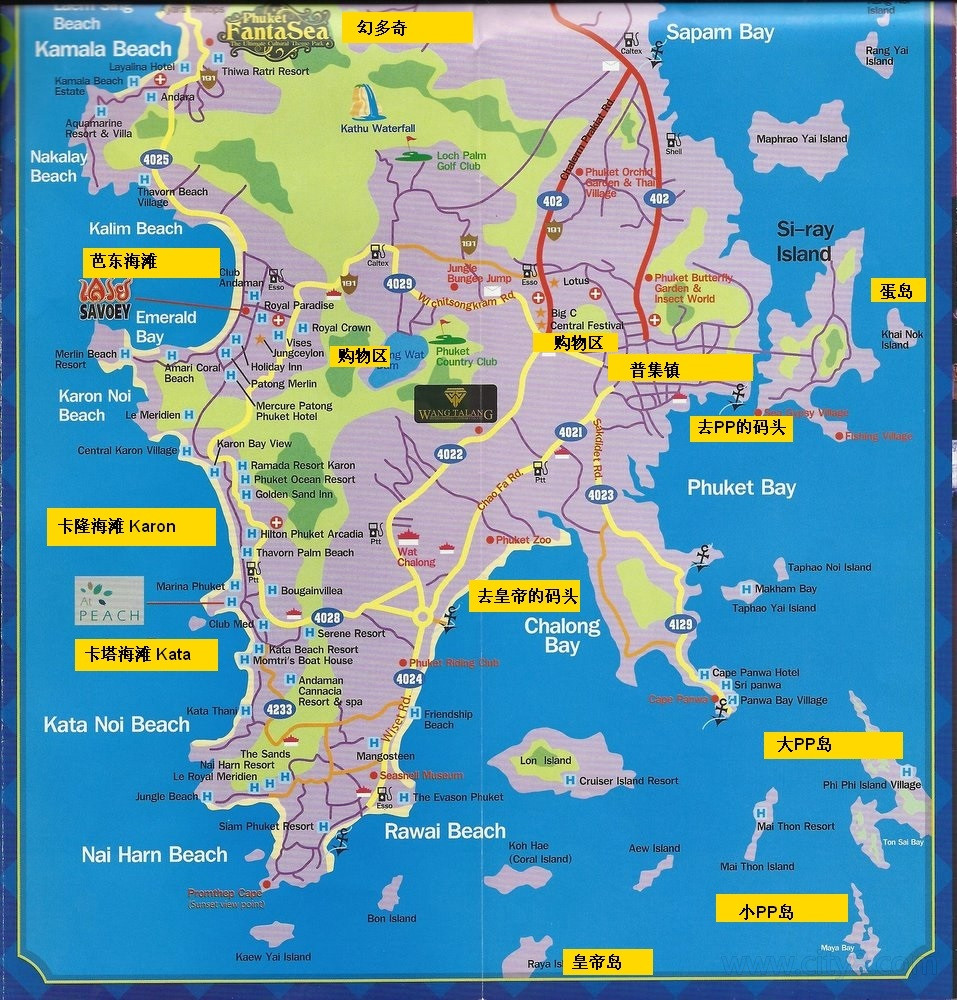 Laem Sing
Beach
Phuket
FantaSea
The Ultimate Cultural Theme Park
幻多奇
Sapam Bay
Island
Rang Yai
Island
Kamala Beach
Layalina Hotel
Thiwa Ratri Resort
Kamala Beach
Estate
191
Andara
Aquamarine
Resort & Villa
Kathu Waterfall
Caltex
Chalerm Prakiat Rd.
Maphrao Yai Island
Shell
Nakalay
Beach
4025
Loch Palm
Golf Club
Phuket Orchid
Garden & Thai
Village
Thavorn Beach
Village
402
402
Kalim Beach
191
191
Si-ray
Island
芭东海滩
Caltex
Club
Andaman
Esso
191
4029
Jungle
Bungee Jump
Esso
Lotus
Phuket Butterfly
Garden &
Insect World
蛋岛
SAVOEY
Royal Paradise
Wichitsongkram Rd
Emerald
Bay
Royal Crown
Big C
Central Festival
Khai Nok
Island
Vises
Jungceylon
购物区
购物区
Merlin Beach
Resort
Amari Coral
Beach
Holiday Inn
Phuket
Country Club
普集镇
Patong Merlin
Karon Noi
Beach
Le Meridien
Mercure Patong
Phuket Hotel
WANG TALANG
去PP的码头
Fishing Village
Central Karon Village
Karon Bay View
4021
Sakdidet Rd.
4022
Ramada Resort Karon
Phuket Ocean Resort
Golden Sand Inn
Ptt
Chao Fa Rd.
4023
Phuket Bay
卡隆海滩 Karon
Hilton Phuket Arcadia
Ptt
Thavorn Palm Beach
Wat
Chalong
Phuket Zoo
Ptt
Marina Phuket
Bougainvillea
At
PEACH
去皇帝的码头
Taphao Noi Island
Makham Bay
Taphao Yai Island
Club Med
4028
Serene Resort
Chalong
Bay
4129
卡塔海滩 Kata
Kata Beach Resort
Momtri's Boat House
Phuket Riding Club
Andaman
Cannacia
Resort & spa
4024
Cape Panwa Hotel
Sri panwa
Cape Panwa
Panwa Bay Village
Kata Noi Beach
Kata Thani
4233
Wiset Rd.
Friendship
Beach
大PP岛
The Sands
Nai Harn Resort
Mangosteen
Lon Island
Le Royal Meridien
Seashell Museum
Cruiser Island Resort
Phi Phi Island Village
Jungle Beach
Esso
The Evason Phuket
Mai Thon Resort
Siam Phuket Resort
Rawai Beach
Ton Sai Bay
Nai Harn Beach
Koh Hae
(Coral Island)
Aew Island
Mai Thon Island
Promthep Cape
(Sunset view point)
Bon Island
小PP岛
Kaew Yai Island
Maya Bay
皇帝岛